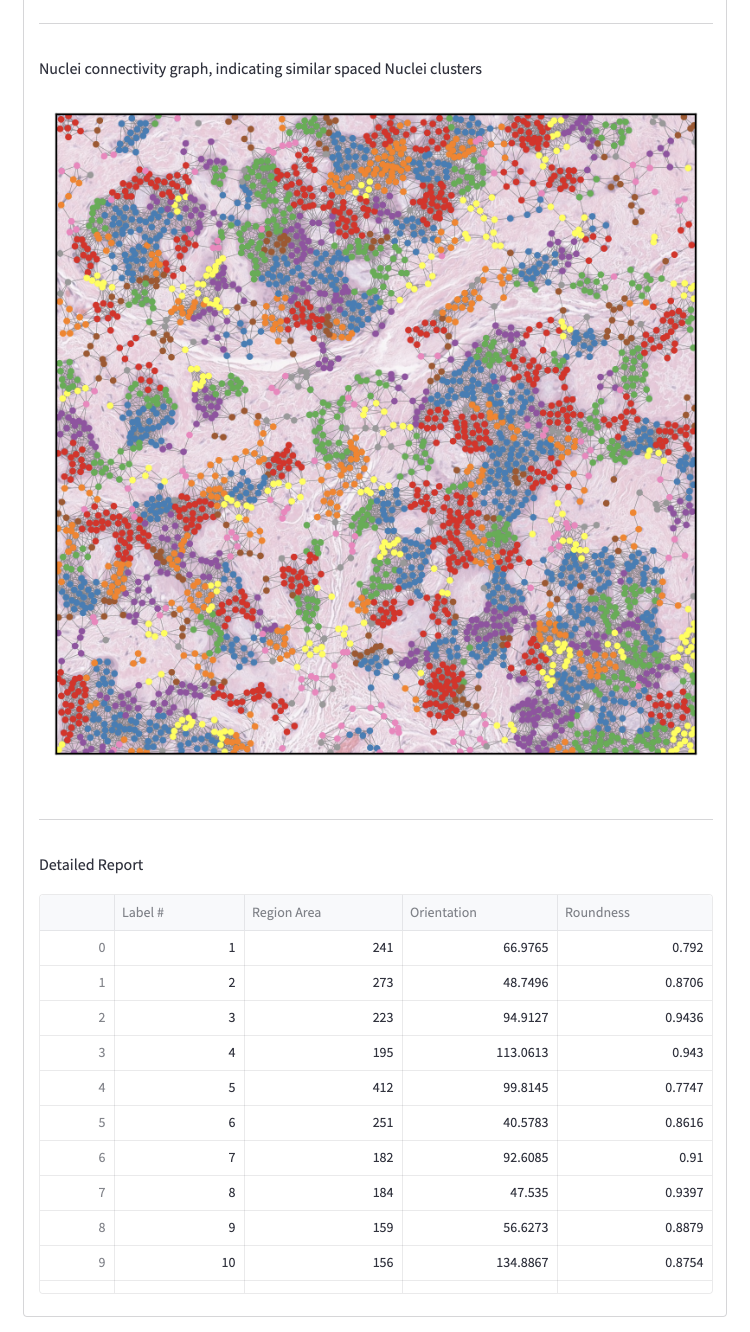 Nuclei connectivity graph, indicating similar spaced Nuclei clusters
Detailed Report
Label # Region Area Orientation Roundness
0 1 241 66.9765 0.792
1 2 273 48.7496 0.8706
2 3 223 94.9127 0.9436
3 4 195 113.0613 0.943
4 5 412 99.8145 0.7747
5 6 251 40.5783 0.8616
6 7 182 92.6085 0.91
7 8 184 47.535 0.9397
8 9 159 56.6273 0.8879
9 10 156 134.8867 0.8754